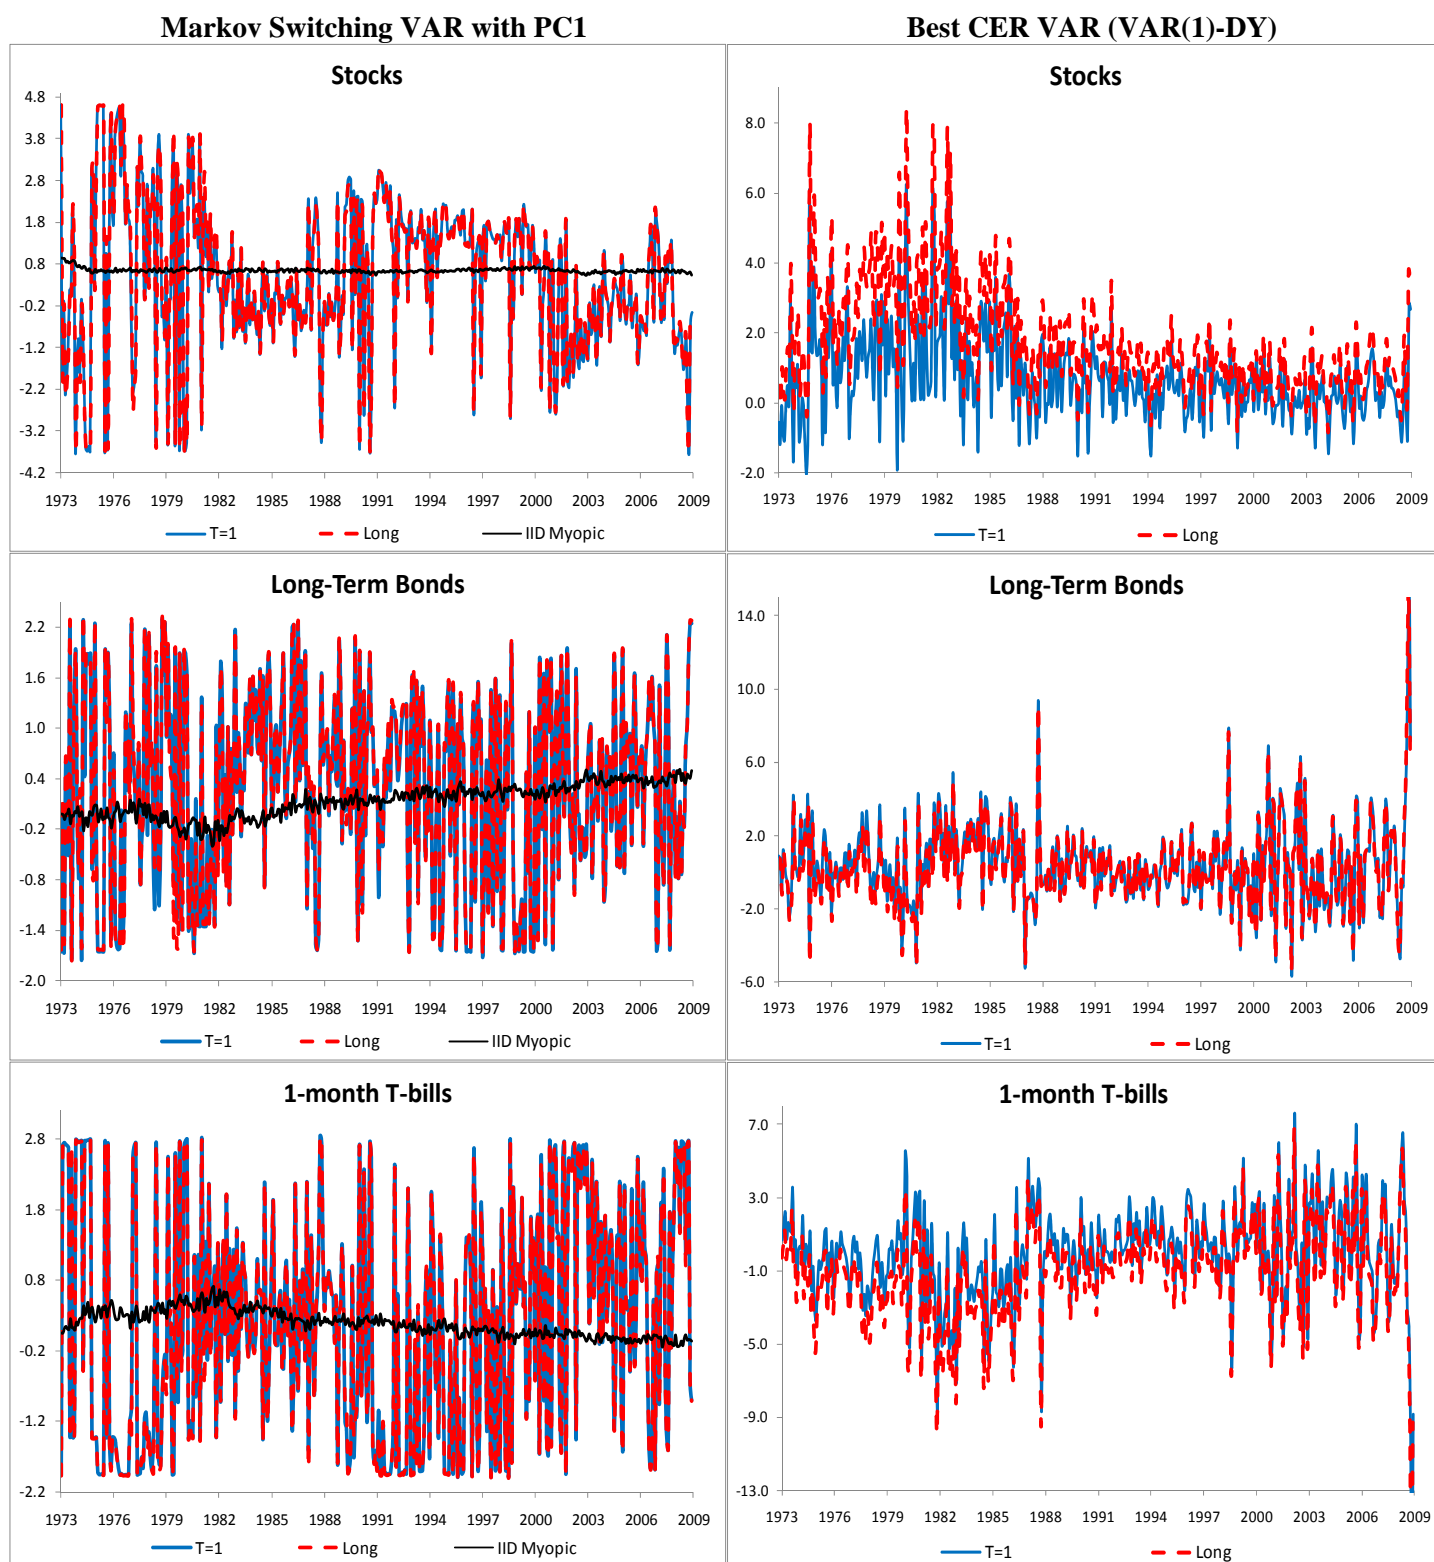 Markov Switching VAR with PC1
Best CER VAR (VAR(1)-DY)
Stocks
4.8
3.8
2.8
1.8
0.8
-0.2
-1.2
-2.2
-3.2
-4.2
1973 1976 1979 1982 1985 1988 1991 1994 1997 2000 2003 2006 2009
T=1 Long IID Myopic
Stocks
8.0
6.0
4.0
2.0
0.0
-2.0
1973 1976 1979 1982 1985 1988 1991 1994 1997 2000 2003 2006 2009
T=1 Long
Long-Term Bonds
2.2
1.6
1.0
0.4
-0.2
-0.8
-1.4
-2.0
1973 1976 1979 1982 1985 1988 1991 1994 1997 2000 2003 2006 2009
T=1 Long IID Myopic
Long-Term Bonds
14.0
10.0
6.0
2.0
-2.0
-6.0
1973 1976 1979 1982 1985 1988 1991 1994 1997 2000 2003 2006 2009
T=1 Long
1-month T-bills
2.8
1.8
0.8
-0.2
-1.2
-2.2
1973 1976 1979 1982 1985 1988 1991 1994 1997 2000 2003 2006 2009
T=1 Long IID Myopic
1-month T-bills
7.0
3.0
-1.0
-5.0
-9.0
-13.0
1973 1976 1979 1982 1985 1988 1991 1994 1997 2000 2003 2006 2009
T=1 Long